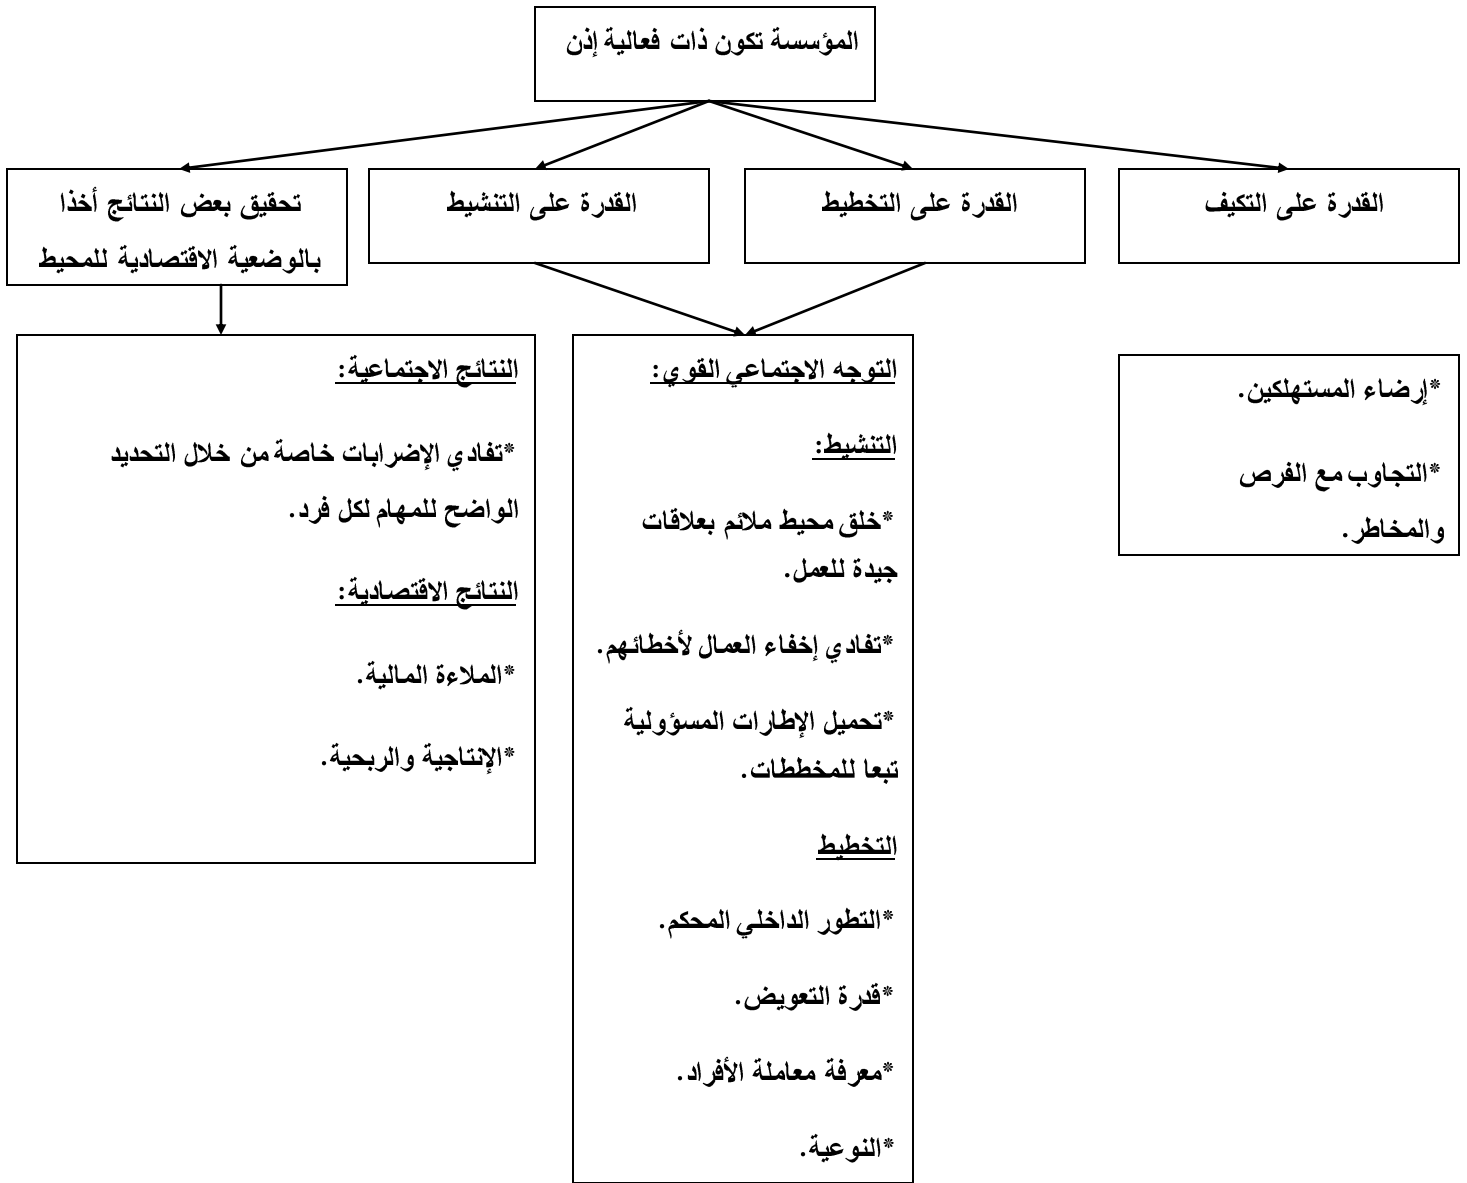 المؤسسة تكون ذات فعالية إذن
القدرة على التكيف
القدرة على التخطيط
القدرة على التنشيط
تحقيق بعض النتائج أخذا
بالوضعية الاقتصادية للمحيط
*إرضاء المستهلكين.
*التجاوب مع الفرص
والمخاطر.
التوجه الاجتماعي القوي:
التنشيط:
*خلق محيط ملائم بعلاقات
جيدة للعمل.
*تفادي إخفاء العمال لأخطائهم.
*تحميل الإطارات المسؤولية
تبعا للمخططات.
التخطيط
*التطور الداخلي المحكم.
*قدرة التعويض.
*معرفة معاملة الأفراد.
*النوعية.
النتائج الاجتماعية:
*تفادي الإضرابات خاصة من خلال التحديد
الواضح للمهام لكل فرد.
النتائج الاقتصادية:
*الملاءة المالية.
*الإنتاجية والربحية.